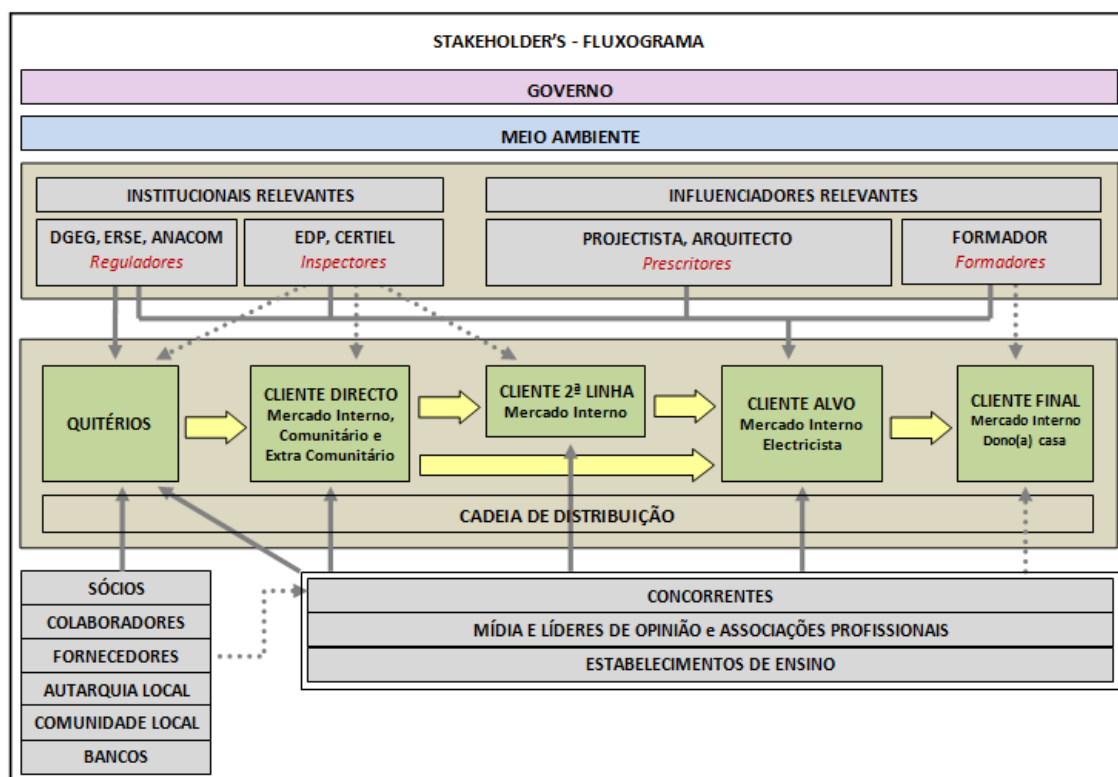 STAKEHOLDER'S - FLUXOGRAMA
GOVERNO
MEIO AMBIENTE
INSTITUCIONAIS RELEVANTES
INFLUENCIADORES RELEVANTES
DGEG, ERSE, ANACOM
Reguladores
EDP, CERTIEL
Inspectores
PROJECTISTA, ARQUITECTO
Prescritores
FORMADOR
Formadores
QUITÉRIOS
CLIENTE DIRECTO
Mercado Interno,
Comunitário e
Extra Comunitário
CLIENTE 2ª LINHA
Mercado Interno
CLIENTE ALVO
Mercado Interno
Electricista
CLIENTE FINAL
Mercado Interno
Dono(a) casa
CADEIA DE DISTRIBUIÇÃO
SÓCIOS
COLABORADORES
FORNECEDORES
AUTARQUIA LOCAL
COMUNIDADE LOCAL
BANCOS
CONCORRENTES
MÍDIA E LÍDERES DE OPINIÃO e ASSOCIAÇÕES PROFISSIONAIS
ESTABELECIMENTOS DE ENSINO